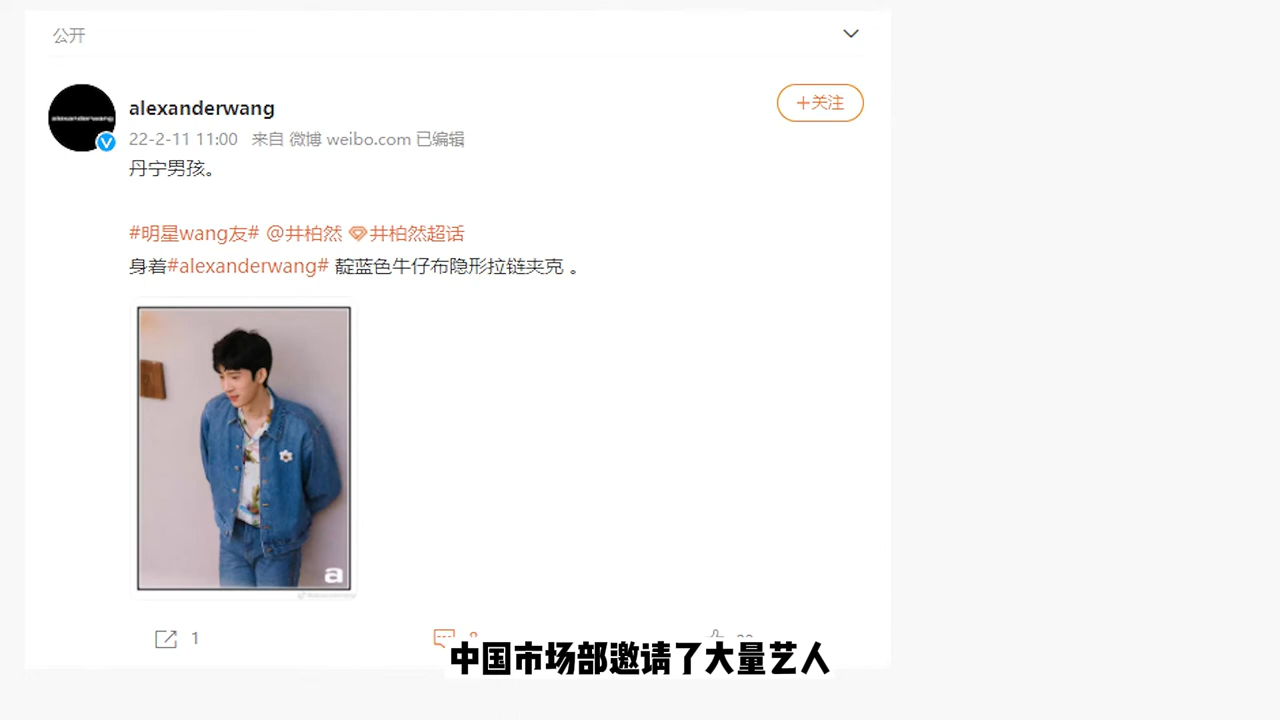 公开
alexanderwang
alexanderwang
+关注
22-2-11 11:00 来自 微博 weibo.com 已编辑
丹宁男孩。
#明星wang友# @井柏然 井柏然超话
身着#alexanderwang# 靛蓝色牛仔布隐形拉链夹克 。
a
1
中国市场部邀请了大量艺人